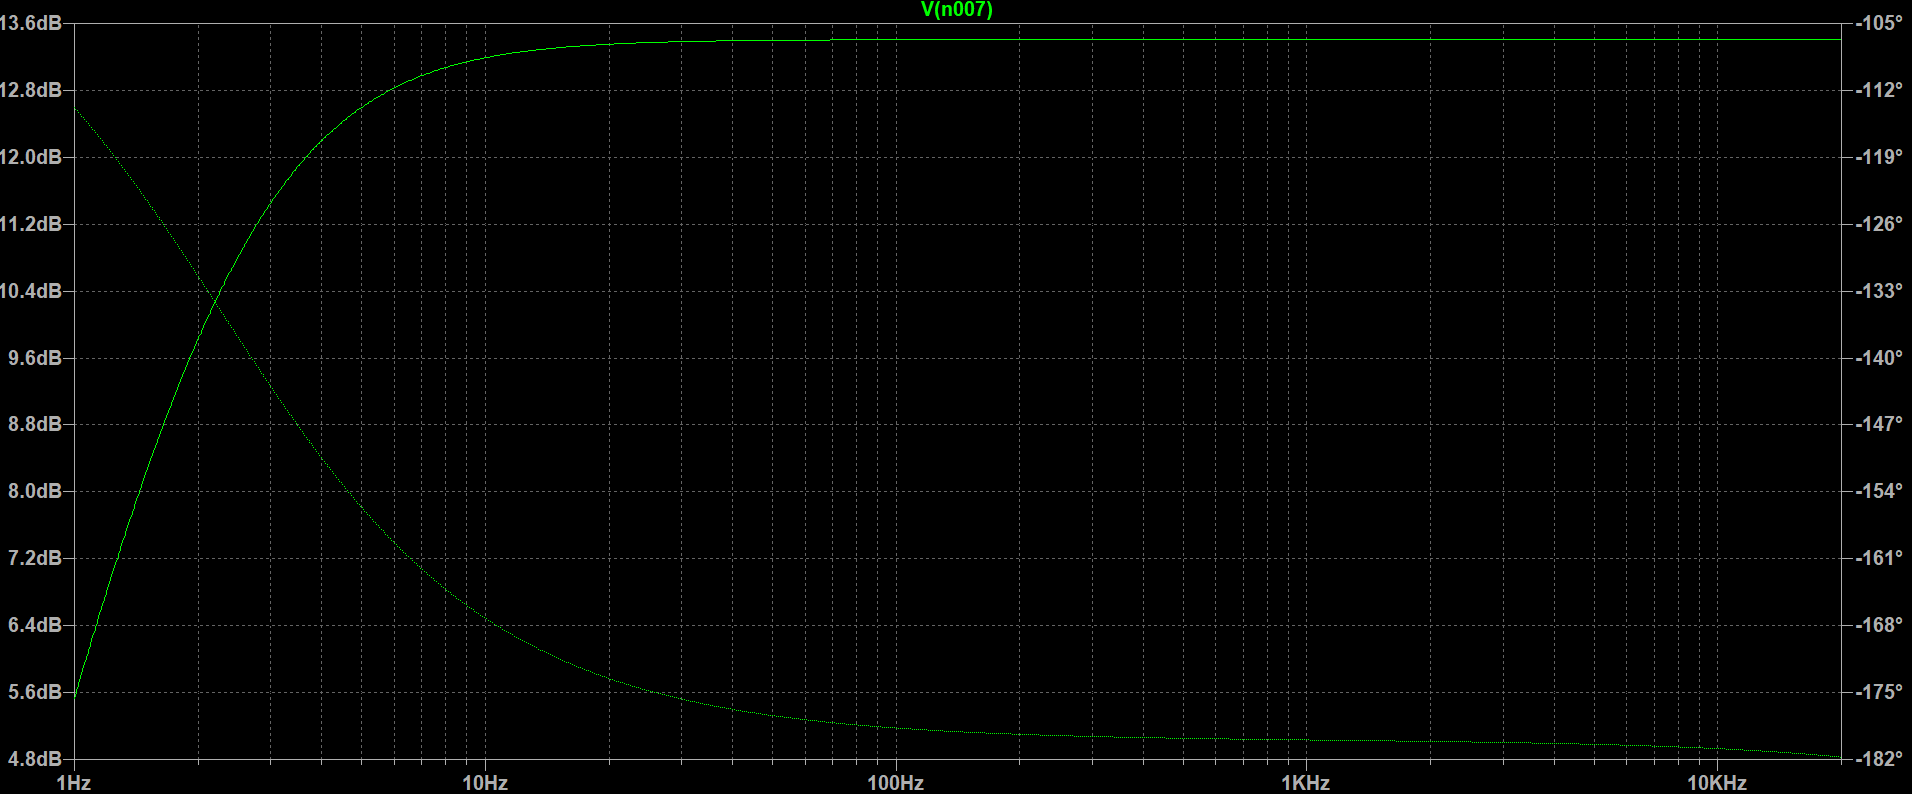 V(n007)
13.6dB -105°
12.8dB -112°
12.0dB -119°
11.2dB -126°
10.4dB -133°
9.6dB -140°
8.8dB -147°
8.0dB -154°
7.2dB -161°
6.4dB -168°
5.6dB -175°
4.8dB -182°
1Hz 10Hz 100Hz 1KHz 10KHz